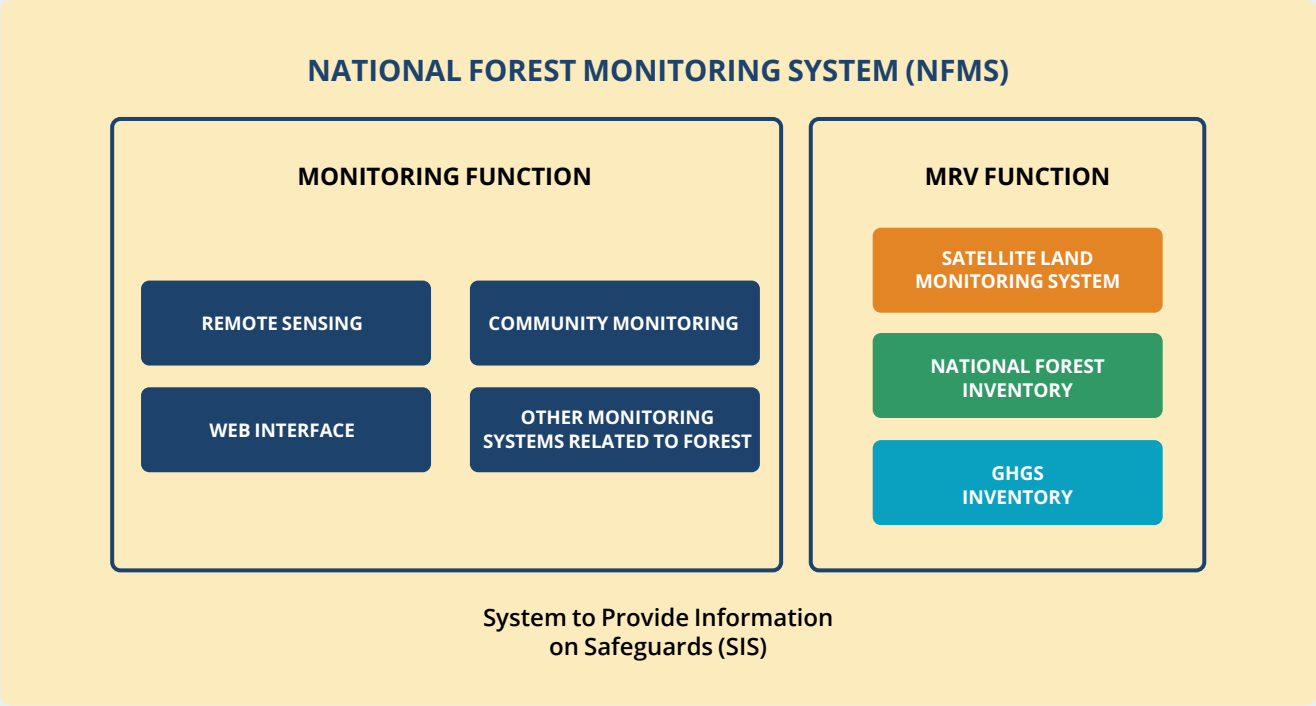 NATIONAL FOREST MONITORING SYSTEM (NFMS)
MONITORING FUNCTION
REMOTE SENSING
COMMUNITY MONITORING
WEB INTERFACE
OTHER MONITORING
SYSTEMS RELATED TO FOREST
MRV FUNCTION
SATELLITE LAND
MONITORING SYSTEM
NATIONAL FOREST
INVENTORY
GHGS
INVENTORY
System to Provide Information
on Safeguards (SIS)